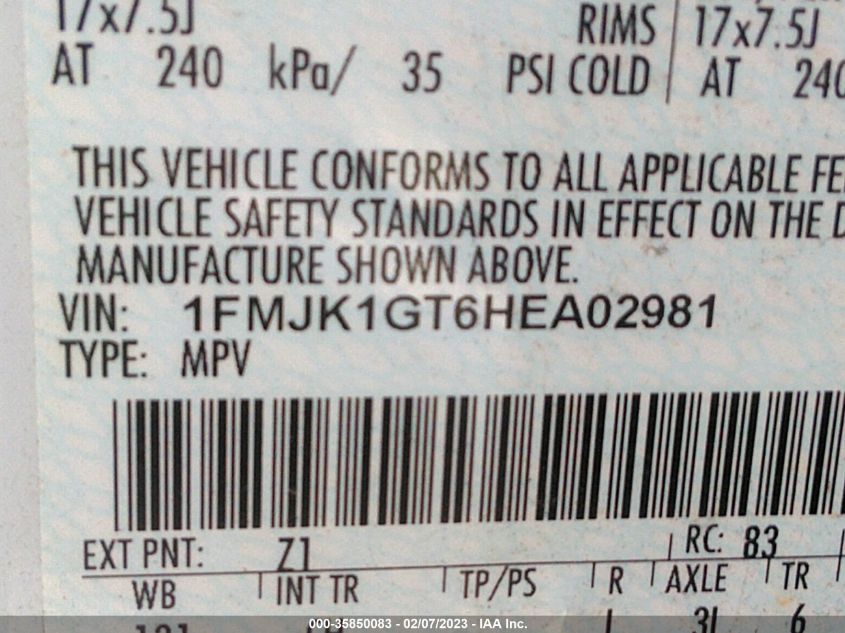 17x7.5J RIMS 17x7.5J
AT 240 kPa/ 35 PSI COLD AT 240
THIS VEHICLE CONFORMS TO ALL APPLICABLE FE
VEHICLE SAFETY STANDARDS IN EFFECT ON THE D
MANUFACTURE SHOWN ABOVE.
VIN: 1FMJK1GT6HEA02981
TYPE: MPV
EXT PNT: Z1 RC: 83
WB INT TR TP/PS R AXLE TR
3L 6
000-35850083 - 02/07/2023 - IAA Inc.